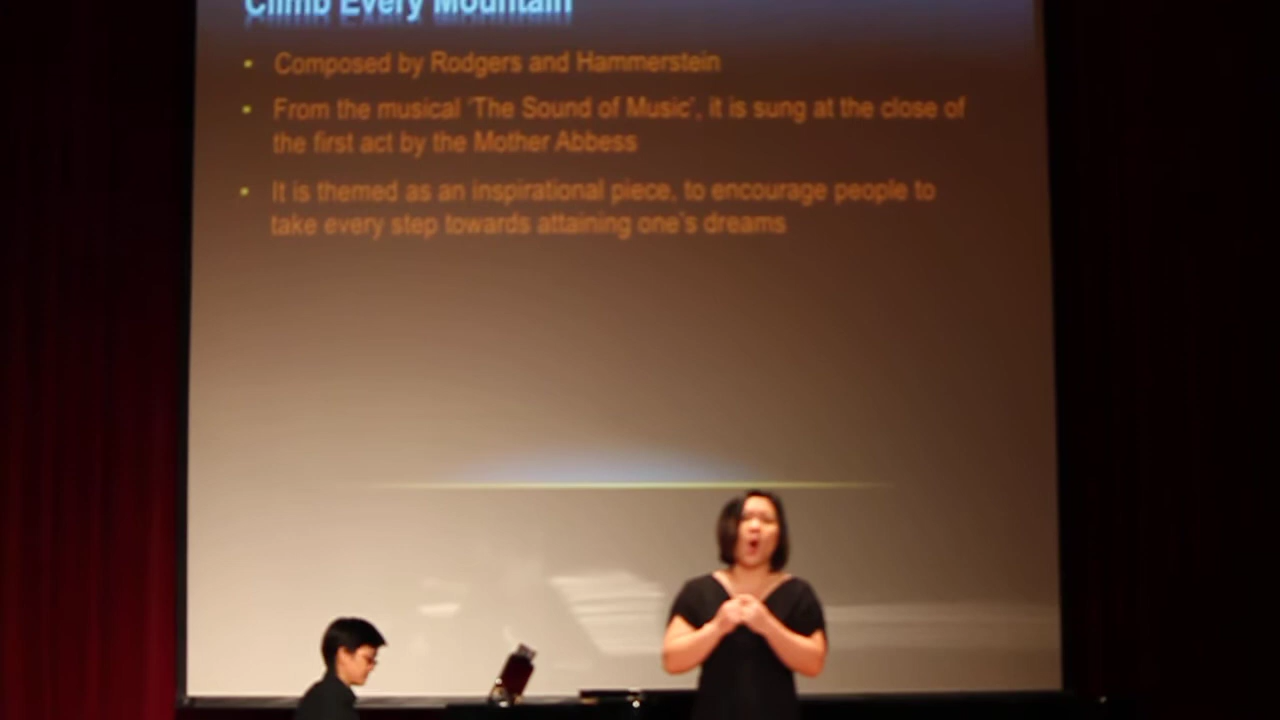 Climb Every Mountain
• Composed by Rodgers and Hammerstein
• From the musical 'The Sound of Music', it is sung at the close of
the first act by the Mother Abbess
• It is themed as an inspirational piece, to encourage people to
take every step towards attaining one's dreams